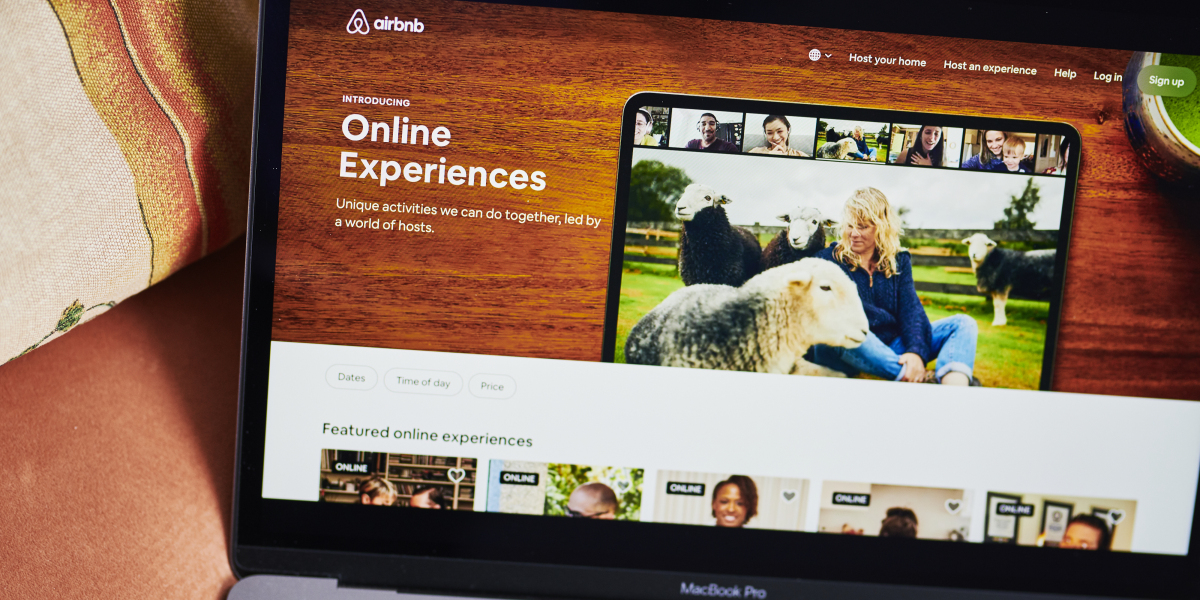 airbnb
Host your home
Host an experience
Help
Log in
Sign up
INTRODUCING
Online
Experiences
Unique activities we can do together, led by
a world of hosts.
Dates
Time of day
Price
Featured online experiences
ONLINE
ONLINE
ONLINE
ONLINE
ONLINE
MacBook Pro